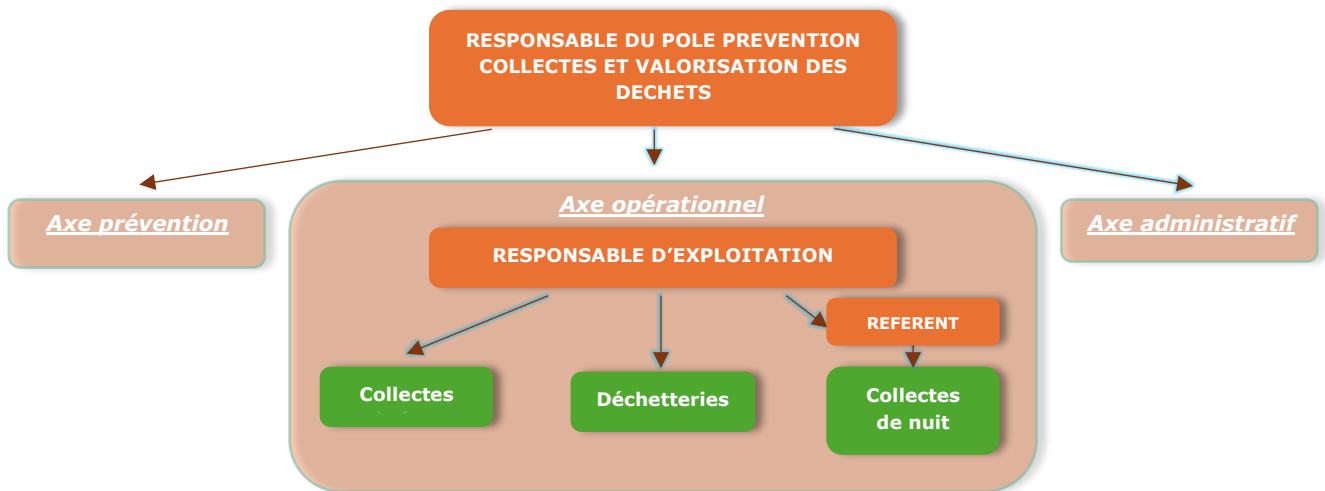 RESPONSABLE DU POLE PREVENTION
COLLECTES ET VALORISATION DES
DECHETS
Axe prévention
Axe opérationnel
Axe administratif
RESPONSABLE D’EXPLOITATION
REFERENT
Collectes
Déchetteries
Collectes
de nuit